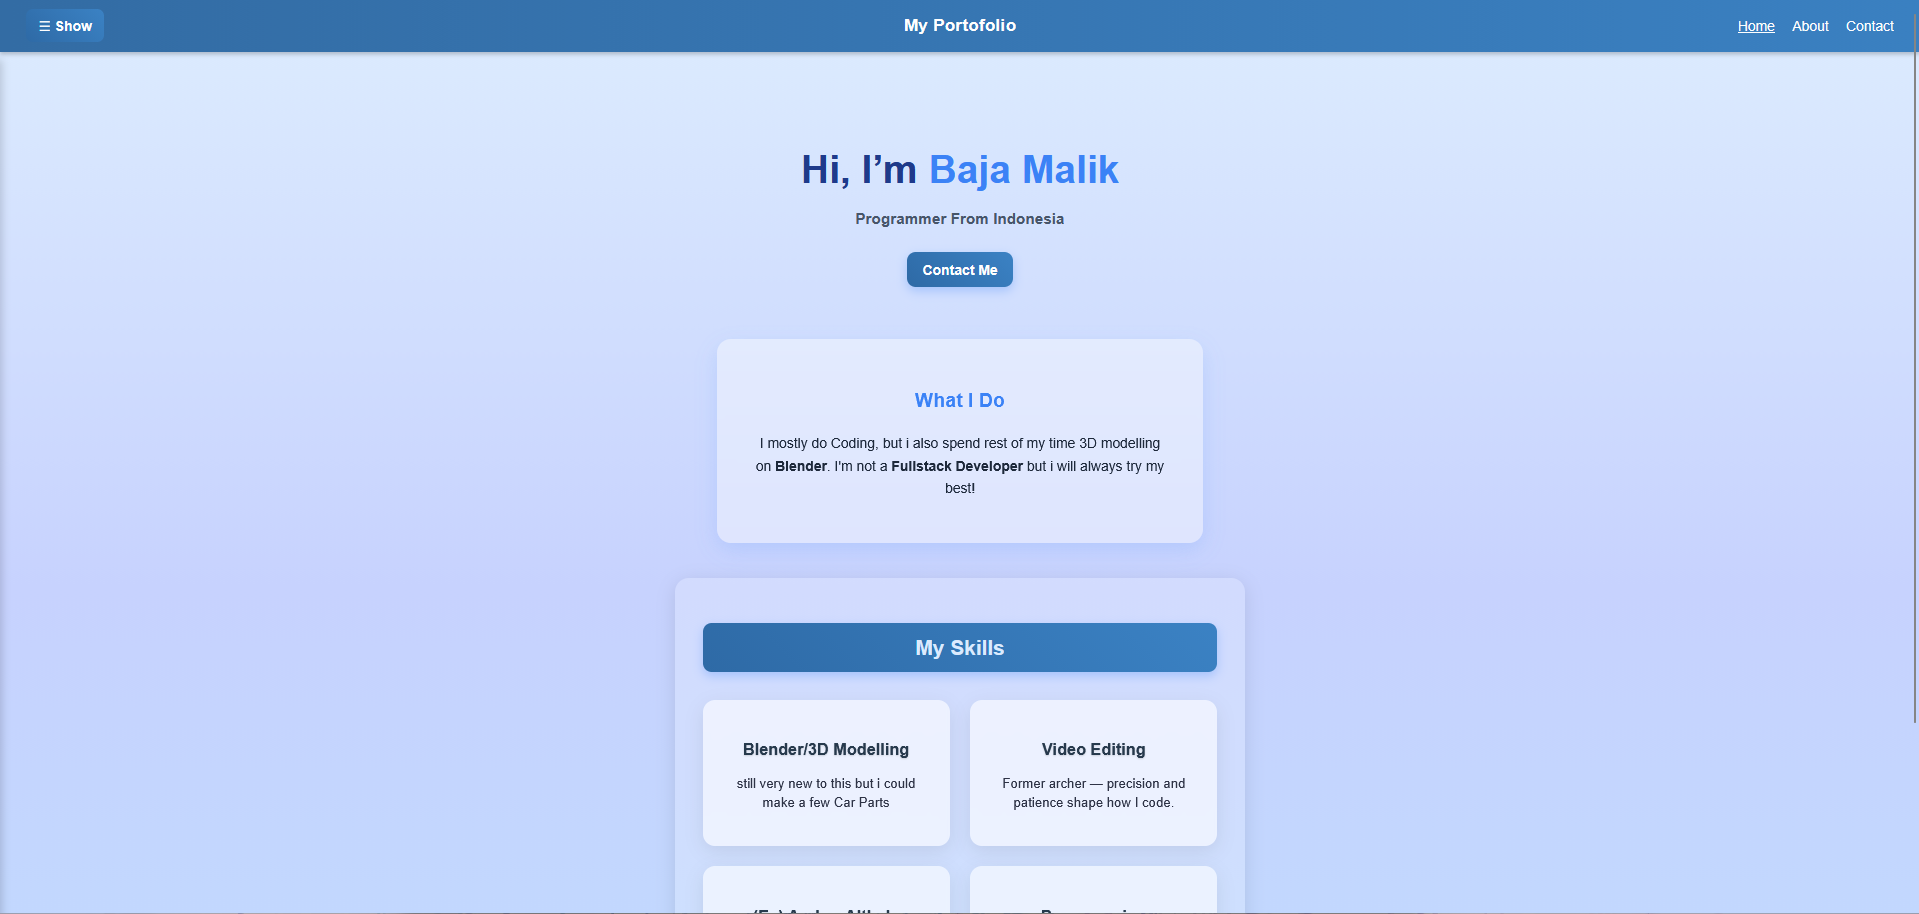 ☰ Show
My Portofolio
Home
About
Contact
Hi, I’m Baja Malik
Programmer From Indonesia
Contact Me
What I Do
I mostly do Coding, but i also spend rest of my time 3D modelling
on Blender. I'm not a Fullstack Developer but i will always try my
best!
My Skills
Blender/3D Modelling
still very new to this but i could
make a few Car Parts
Video Editing
Former archer — precision and
patience shape how I code.